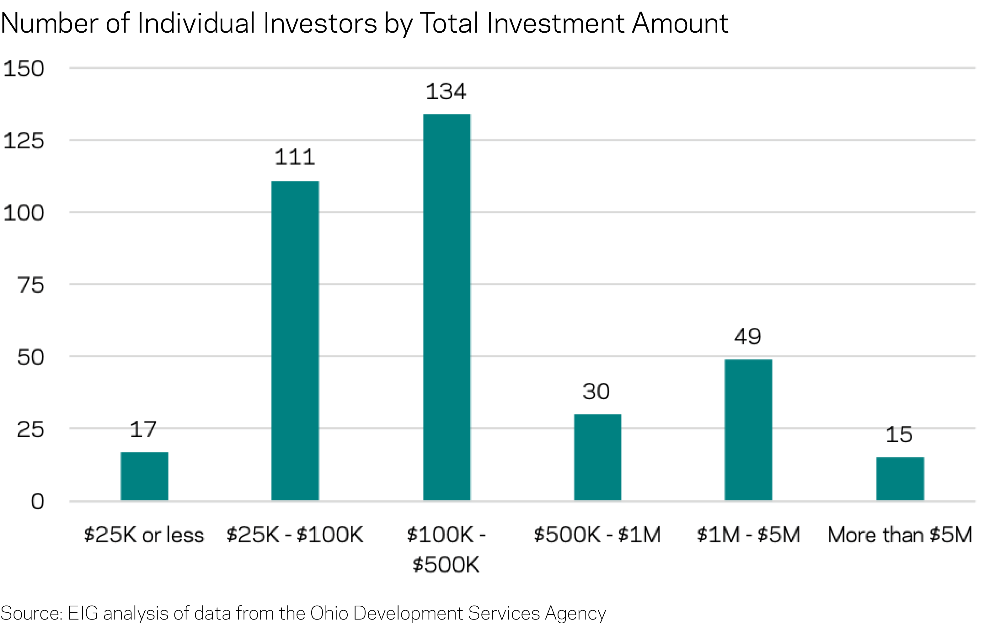 Number of Individual Investors by Total Investment Amount
150
134
125
111
100
75
50
49
30
25
17
15
0
$25K or less
$25K - $100K
$100K -
$500K
$500K - $1M
$1M - $5M
More than $5M
Source: EIG analysis of data from the Ohio Development Services Agency